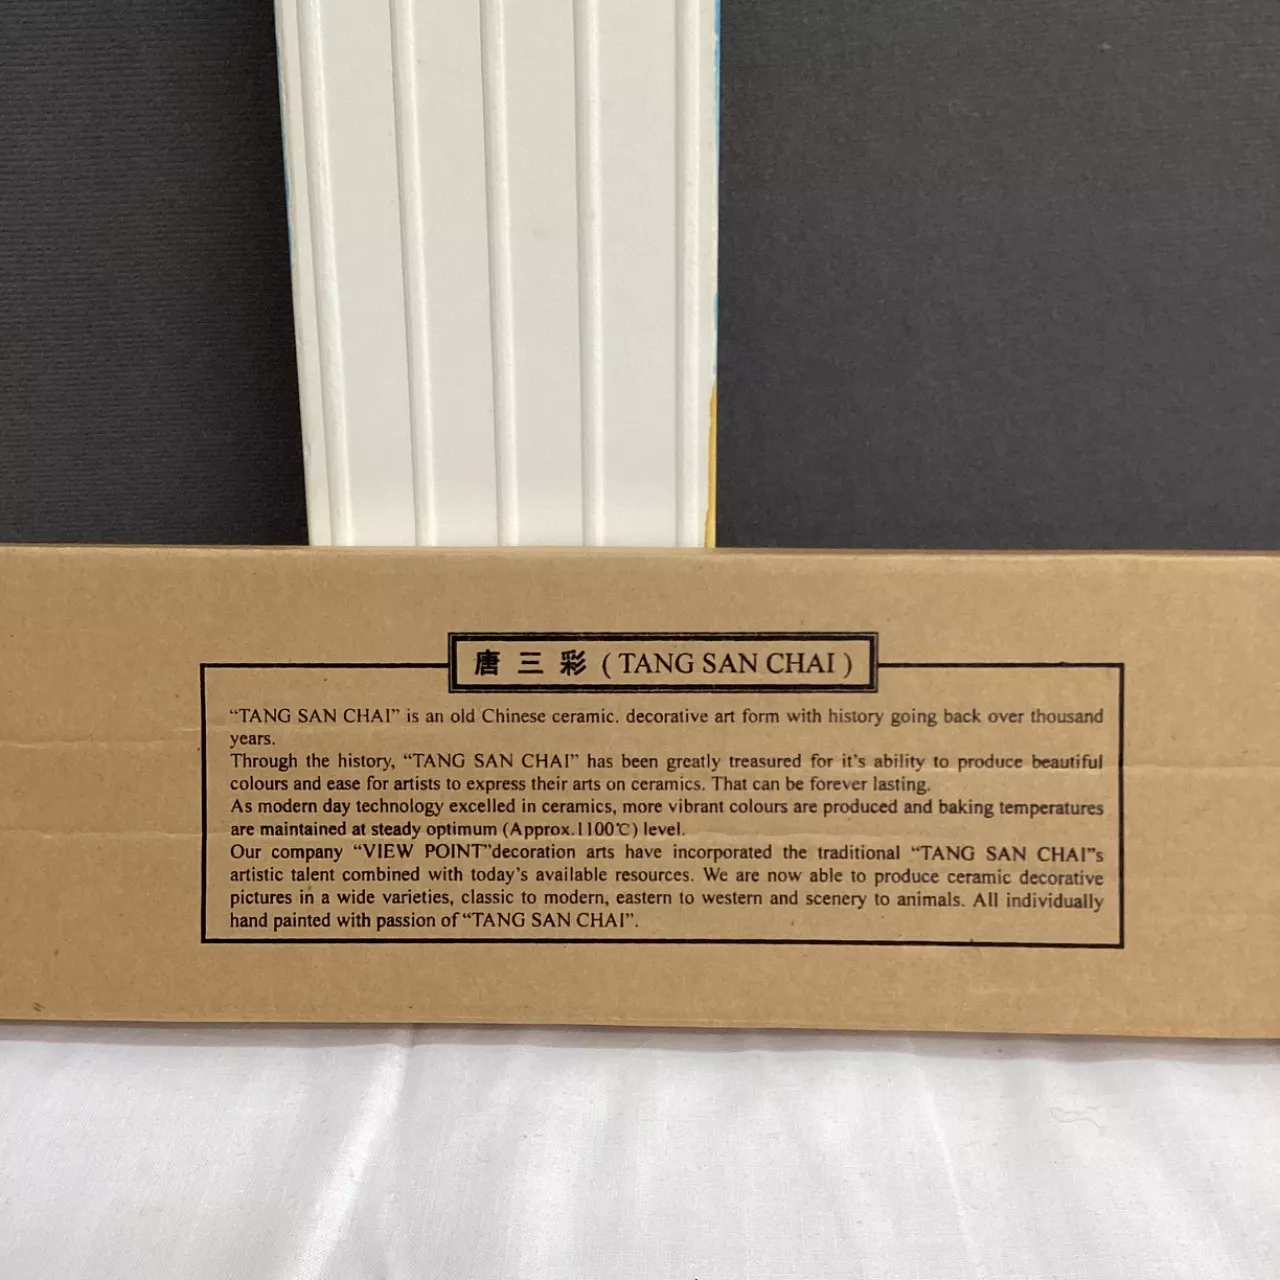 唐三彩 ( TANG SAN CHAI )
“TANG SAN CHAI” is an old Chinese ceramic. decorative art form with history going back over thousand
years.
Through the history, “TANG SAN CHAI” has been greatly treasured for it's ability to produce beautiful
colours and ease for artists to express their arts on ceramics. That can be forever lasting.
As modern day technology excelled in ceramics, more vibrant colours are produced and baking temperatures
are maintained at steady optimum (Approx.1100℃) level.
Our company “VIEW POINT”decoration arts have incorporated the traditional “TANG SAN CHAI”s
artistic talent combined with today's available resources. We are now able to produce ceramic decorative
pictures in a wide varieties, classic to modern, eastern to western and scenery to animals. All individually
hand painted with passion of “TANG SAN CHAI”.